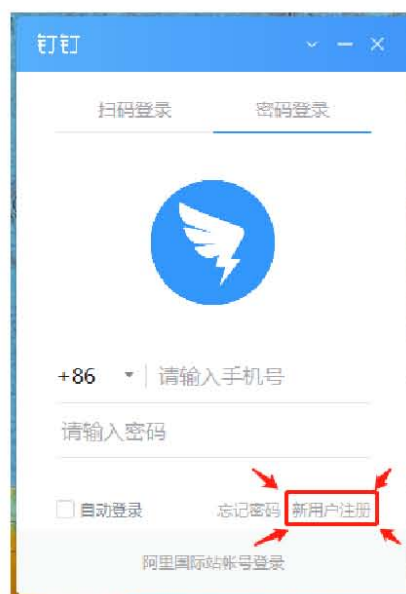 钉钉
扫码登录 密码登录
+86 请输入手机号
请输入密码
自动登录 忘记密码 新用户注册
阿里国际站帐号登录